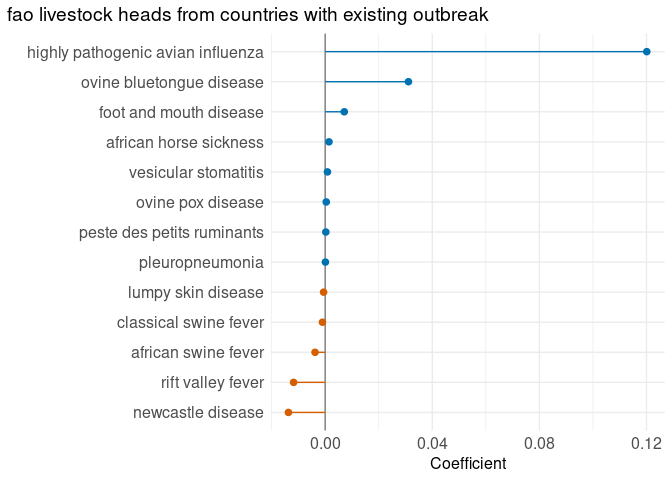 fao livestock heads from countries with existing outbreak
highly pathogenic avian influenza
ovine bluetongue disease
foot and mouth disease
african horse sickness
vesicular stomatitis
ovine pox disease
peste des petits ruminants
pleuropneumonia
lumpy skin disease
classical swine fever
african swine fever
rift valley fever
newcastle disease
0.00 0.04 0.08 0.12
Coefficient